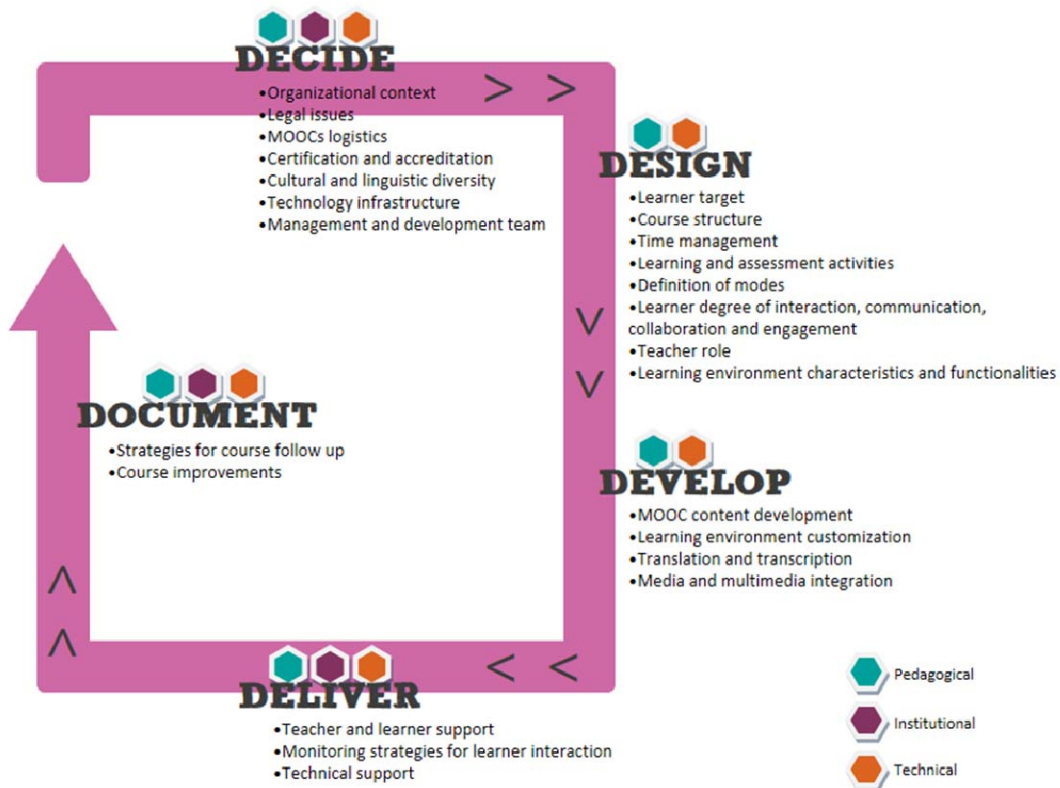 DECIDE
•Organizational context
•Legal issues
•MOOCs logistics
•Certification and accreditation
•Cultural and linguistic diversity
•Technology infrastructure
•Management and development team
DESIGN
•Learner target
•Course structure
•Time management
•Learning and assessment activities
•Definition of modes
•Learner degree of interaction, communication,
collaboration and engagement
•Teacher role
•Learning environment characteristics and functionalities
DEVELOP
•MOOC content development
•Learning environment customization
•Translation and transcription
•Media and multimedia integration
DELIVER
•Teacher and learner support
•Monitoring strategies for learner interaction
•Technical support
DOCUMENT
•Strategies for course follow up
•Course improvements
Pedagogical
Institutional
Technical